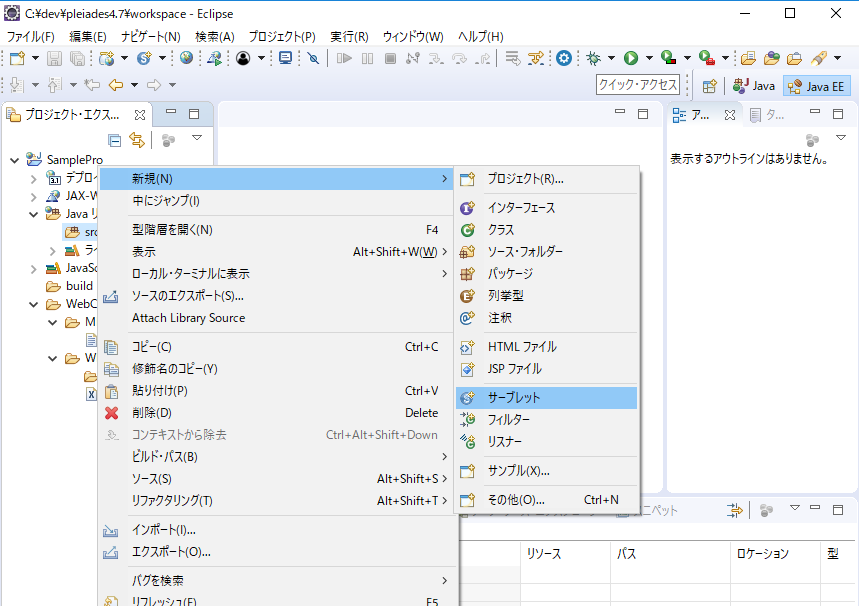 C:¥dev¥pleiades4.7¥workspace - Eclipse
ファイル(F) 編集(E) ナビゲート(N) 検索(A) プロジェクト(P) 実行(R) ウィンドウ(W) ヘルプ(H)
クイック・アクセス Java Java EE
プロジェクト・エクス... ア... タ...
表示するアウトラインはありません。
SamplePro
デプロイ
JAX-W
Java リ
src
ラ
JavaSc
build
WebC
M
W
新規(N)
中にジャンプ(I)
型階層を開く(N) F4
表示 Alt+Shift+W(W)
ローカル・ターミナルに表示
ソースのエクスポート(S)...
Attach Library Source
コピー(C) Ctrl+C
修飾名のコピー(Y)
貼り付け(P) Ctrl+V
削除(D) Delete
コンテキストから除去 Ctrl+Alt+Shift+Down
ビルド・パス(B)
ソース(S) Alt+Shift+S
リファクタリング(T) Alt+Shift+T
インポート(I)...
エクスポート(O)...
バグを検索
リフレッシュ(F) F5
プロジェクト(R)...
インターフェース
クラス
ソース・フォルダー
パッケージ
列挙型
注釈
HTML ファイル
JSP ファイル
サーブレット
フィルター
リスナー
サンプル(X)...
その他(O)... Ctrl+N
ニペット
リソース パス ロケーション 型